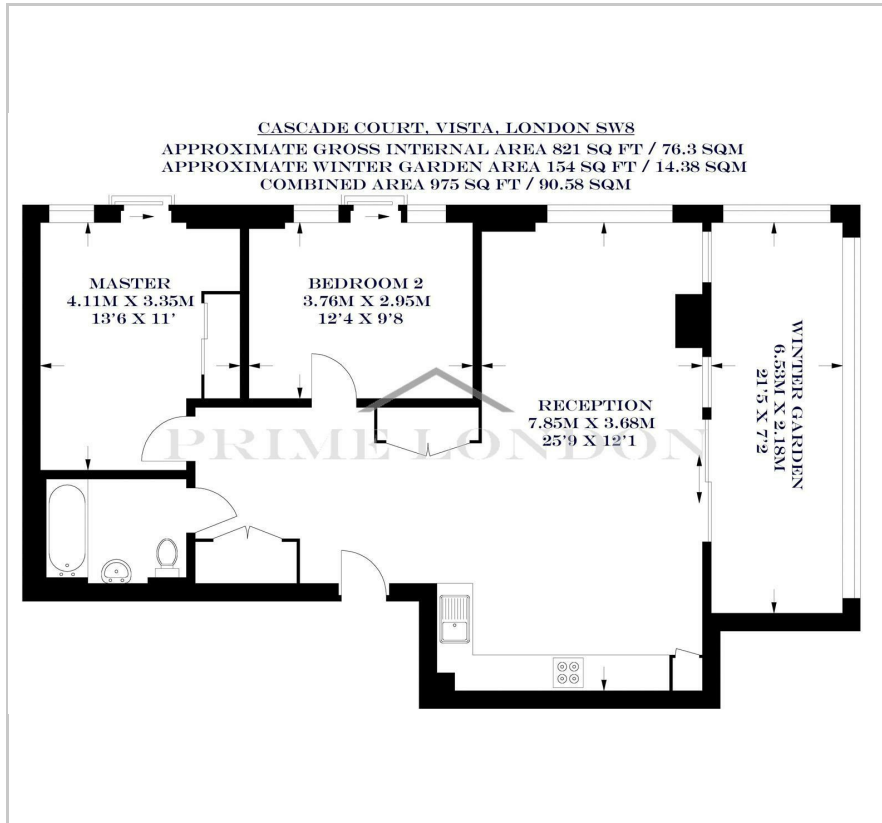 CASCADE COURT, VISTA, LONDON SW8
APPROXIMATE GROSS INTERNAL AREA 821 SQ FT / 76.3 SQM
APPROXIMATE WINTER GARDEN AREA 154 SQ FT / 14.38 SQM
COMBINED AREA 975 SQ FT / 90.58 SQM
MASTER
4.11M X 3.35M
13'6 X 11'
BEDROOM 2
3.76M X 2.95M
12'4 X 9'8
RECEPTION
7.85M X 3.68M
25'9 X 12'1
WINTER GARDEN
6.53M X 2.18M
21'5 X 7'2
PRIME LONDON